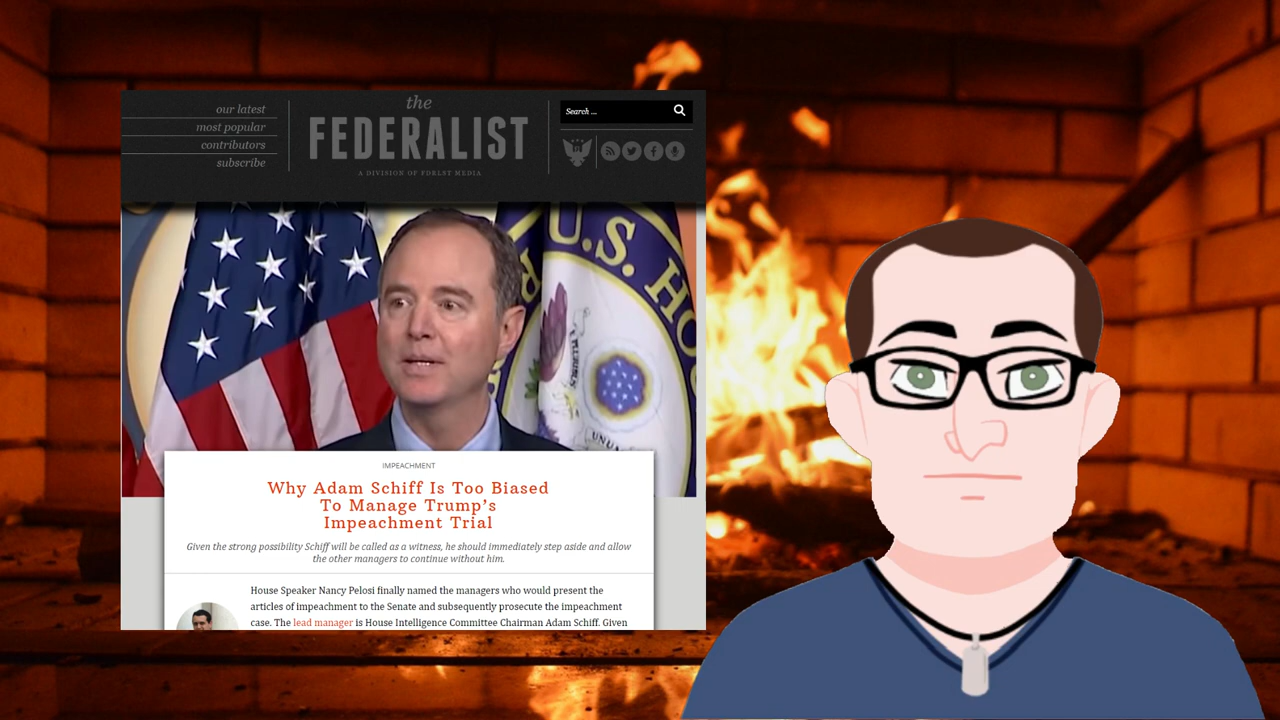 our latest
most popular
contributors
subscribe
the
FEDERALIST
A DIVISION OF FDRLST MEDIA
Search ...
U.S. HO
UNUM
IMPEACHMENT
Why Adam Schiff Is Too Biased
To Manage Trump's
Impeachment Trial
Given the strong possibility Schiff will be called as a witness, he should immediately step aside and allow
the other managers to continue without him.
House Speaker Nancy Pelosi finally named the managers who would present the
articles of impeachment to the Senate and subsequently prosecute the impeachment
case. The lead manager is House Intelligence Committee Chairman Adam Schiff. Given